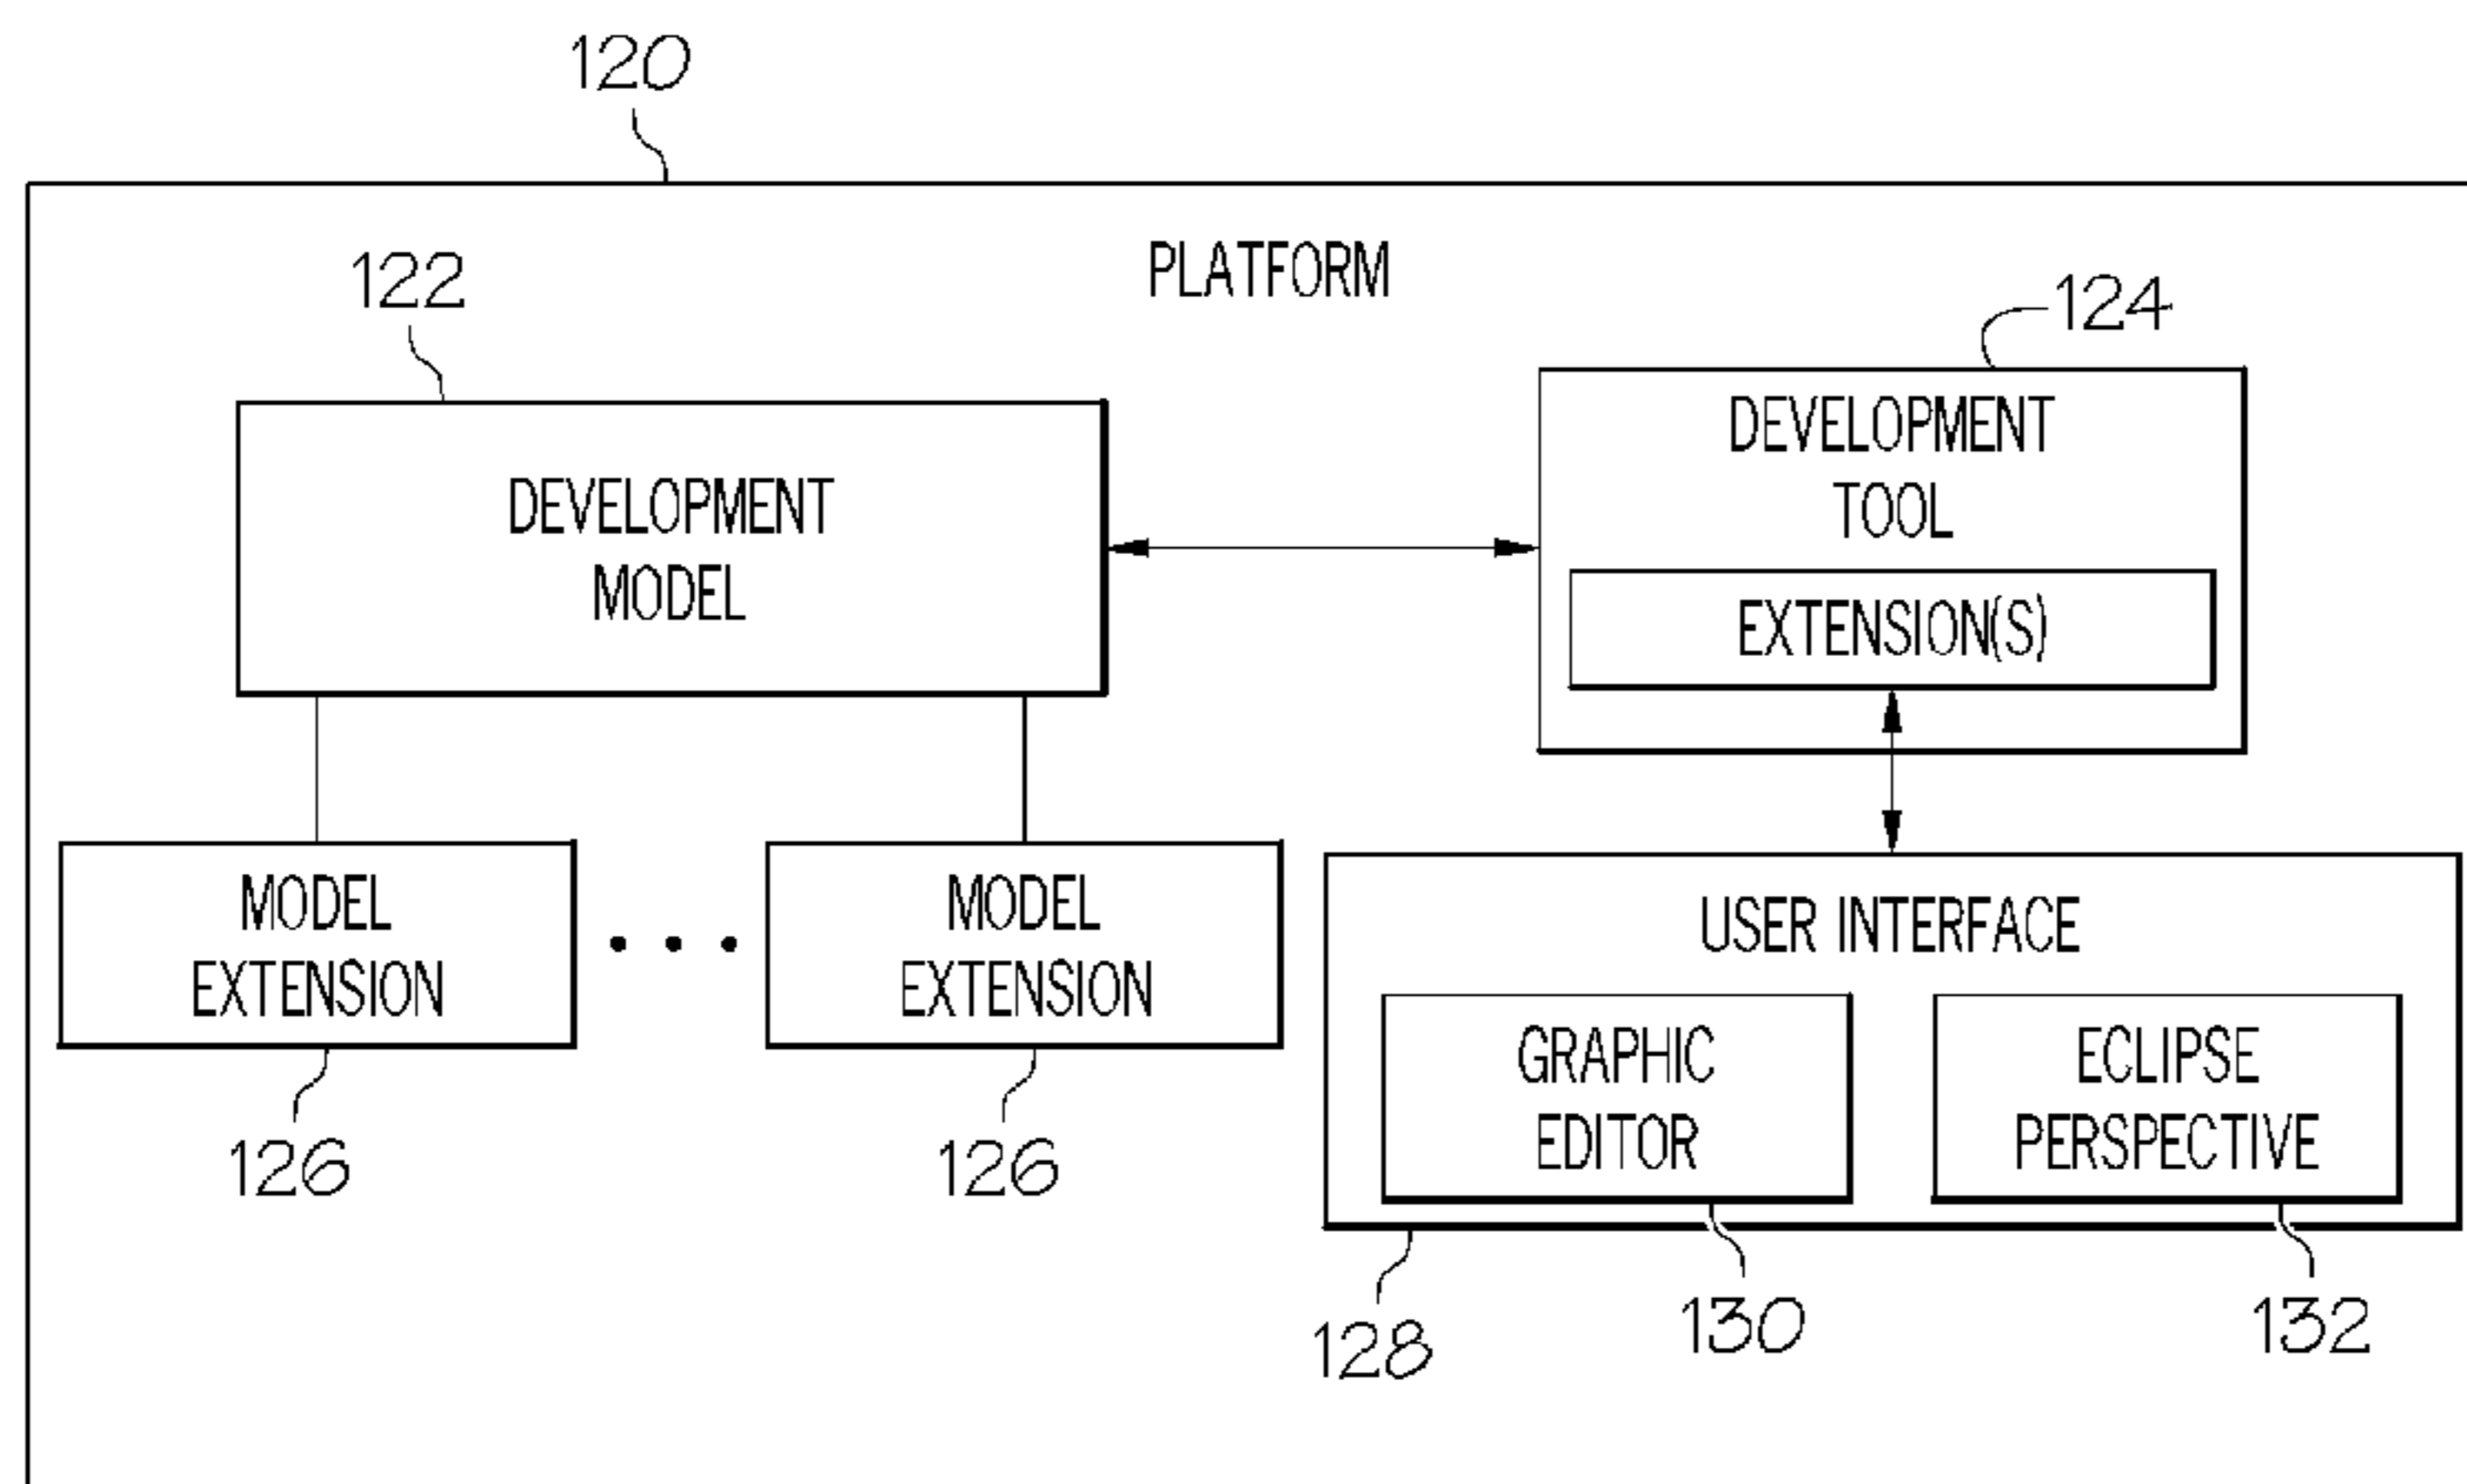 120
PLATFORM
122
124
DEVELOPMENT
MODEL
DEVELOPMENT
TOOL
EXTENSION(S)
MODEL
EXTENSION
MODEL
EXTENSION
USER INTERFACE
GRAPHIC
EDITOR
ECLIPSE
PERSPECTIVE
126
126
128
130
132